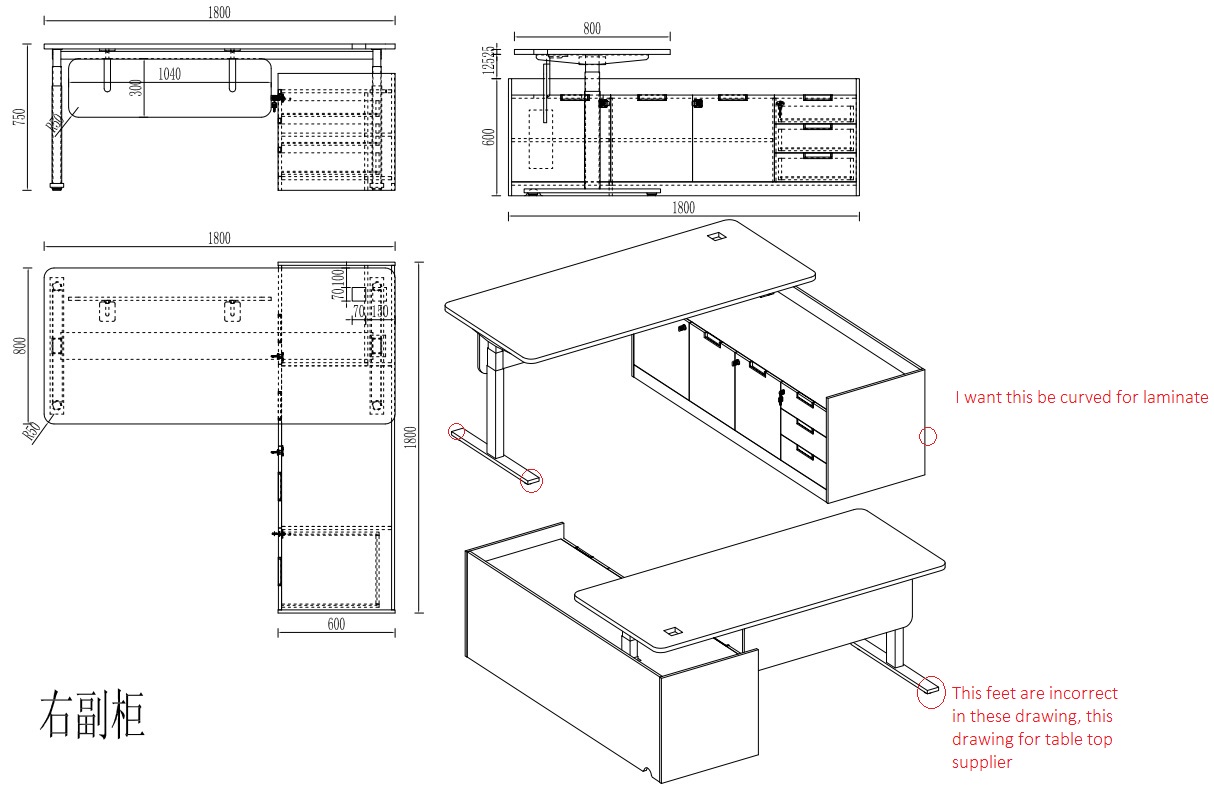 1800
800
1040
300
750
R50
12525
600
1800
1800
100
70
70
150
800
1800
R50
600
I want this be curved for laminate
This feet are incorrect
in these drawing, this
drawing for table top
supplier
右副柜